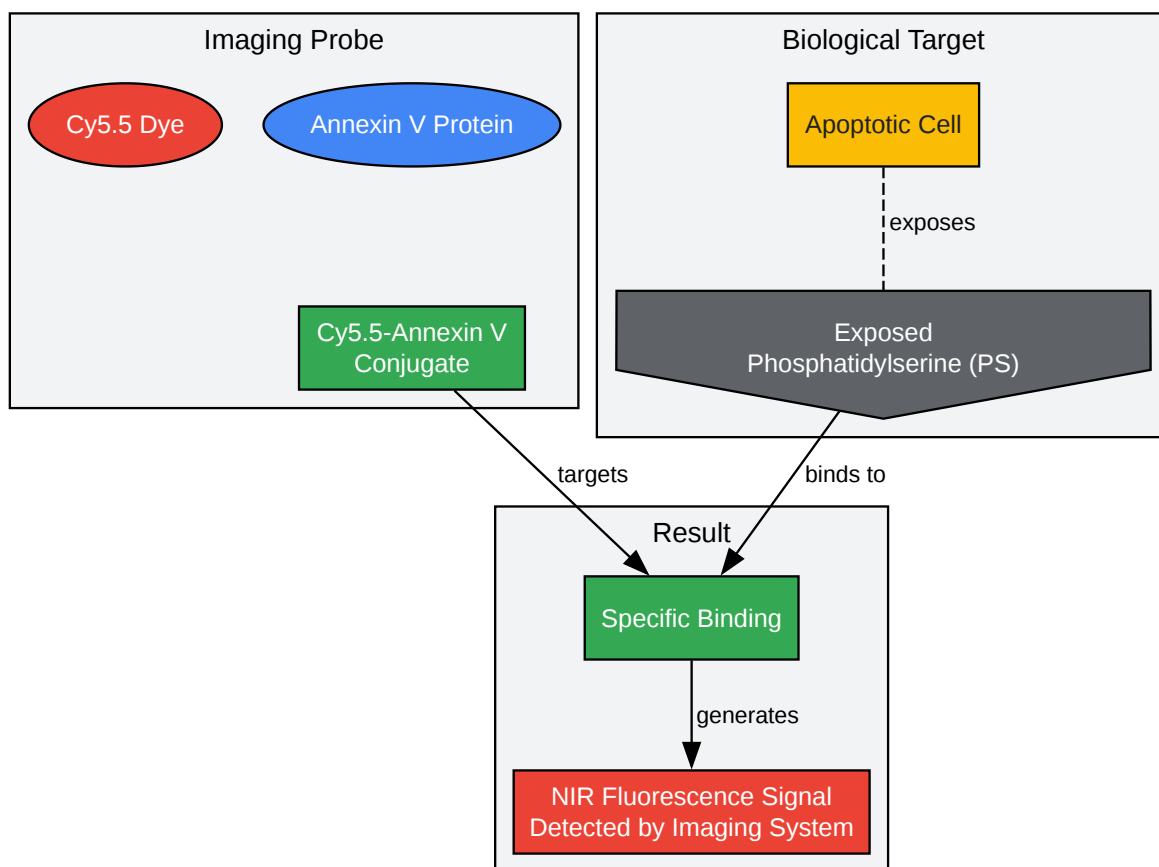 Imaging Probe
Cy5.5 Dye
Annexin V Protein
Cy5.5-Annexin V
Conjugate
Biological Target
Apoptotic Cell
exposes
Exposed
Phosphatidylserine (PS)
targets
binds to
Result
Specific Binding
generates
NIR Fluorescence Signal
Detected by Imaging System